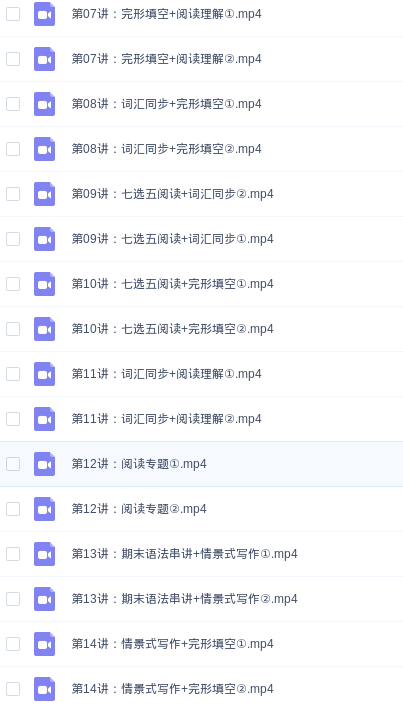 第07讲：完形填空+阅读理解①.mp4
第07讲：完形填空+阅读理解②.mp4
第08讲：词汇同步+完形填空①.mp4
第08讲：词汇同步+完形填空②.mp4
第09讲：七选五阅读+词汇同步②.mp4
第09讲：七选五阅读+词汇同步①.mp4
第10讲：七选五阅读+完形填空①.mp4
第10讲：七选五阅读+完形填空②.mp4
第11讲：词汇同步+阅读理解①.mp4
第11讲：词汇同步+阅读理解②.mp4
第12讲：阅读专题①.mp4
第12讲：阅读专题②.mp4
第13讲：期末语法串讲+情景式写作①.mp4
第13讲：期末语法串讲+情景式写作②.mp4
第14讲：情景式写作+完形填空①.mp4
第14讲：情景式写作+完形填空②.mp4